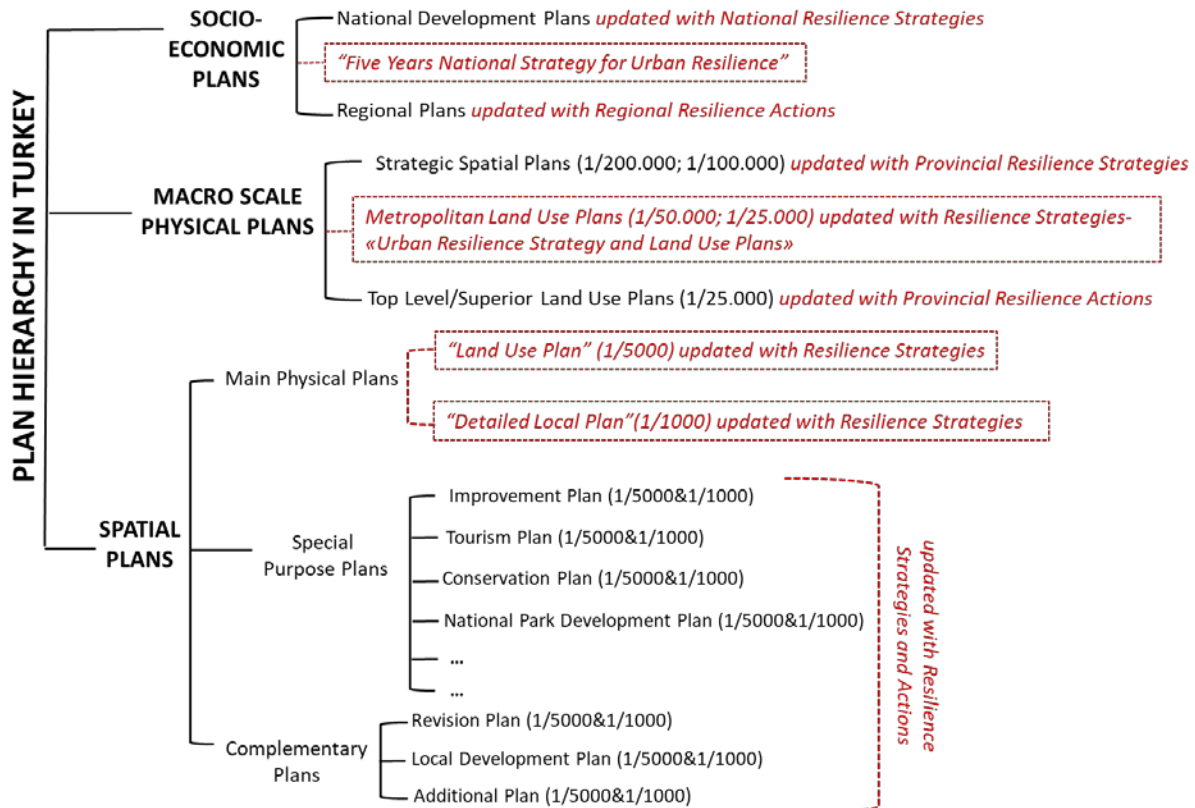 PLAN HIERARCHY IN TURKEY
SOCIO-
ECONOMIC
PLANS
National Development Plans updated with National Resilience Strategies
“Five Years National Strategy for Urban Resilience”
Regional Plans updated with Regional Resilience Actions
MACRO SCALE
PHYSICAL PLANS
Strategic Spatial Plans (1/200.000; 1/100.000) updated with Provincial Resilience Strategies
Metropolitan Land Use Plans (1/50.000; 1/25.000) updated with Resilience Strategies-
«Urban Resilience Strategy and Land Use Plans»
Top Level/Superior Land Use Plans (1/25.000) updated with Provincial Resilience Actions
SPATIAL
PLANS
Main Physical Plans
“Land Use Plan” (1/5000) updated with Resilience Strategies
“Detailed Local Plan”(1/1000) updated with Resilience Strategies
Special
Purpose Plans
Improvement Plan (1/5000&1/1000)
Tourism Plan (1/5000&1/1000)
Conservation Plan (1/5000&1/1000)
National Park Development Plan (1/5000&1/1000)
...
...
Complementary
Plans
Revision Plan (1/5000&1/1000)
Local Development Plan (1/5000&1/1000)
Additional Plan (1/5000&1/1000)
updated with Resilience
Strategies and Actions